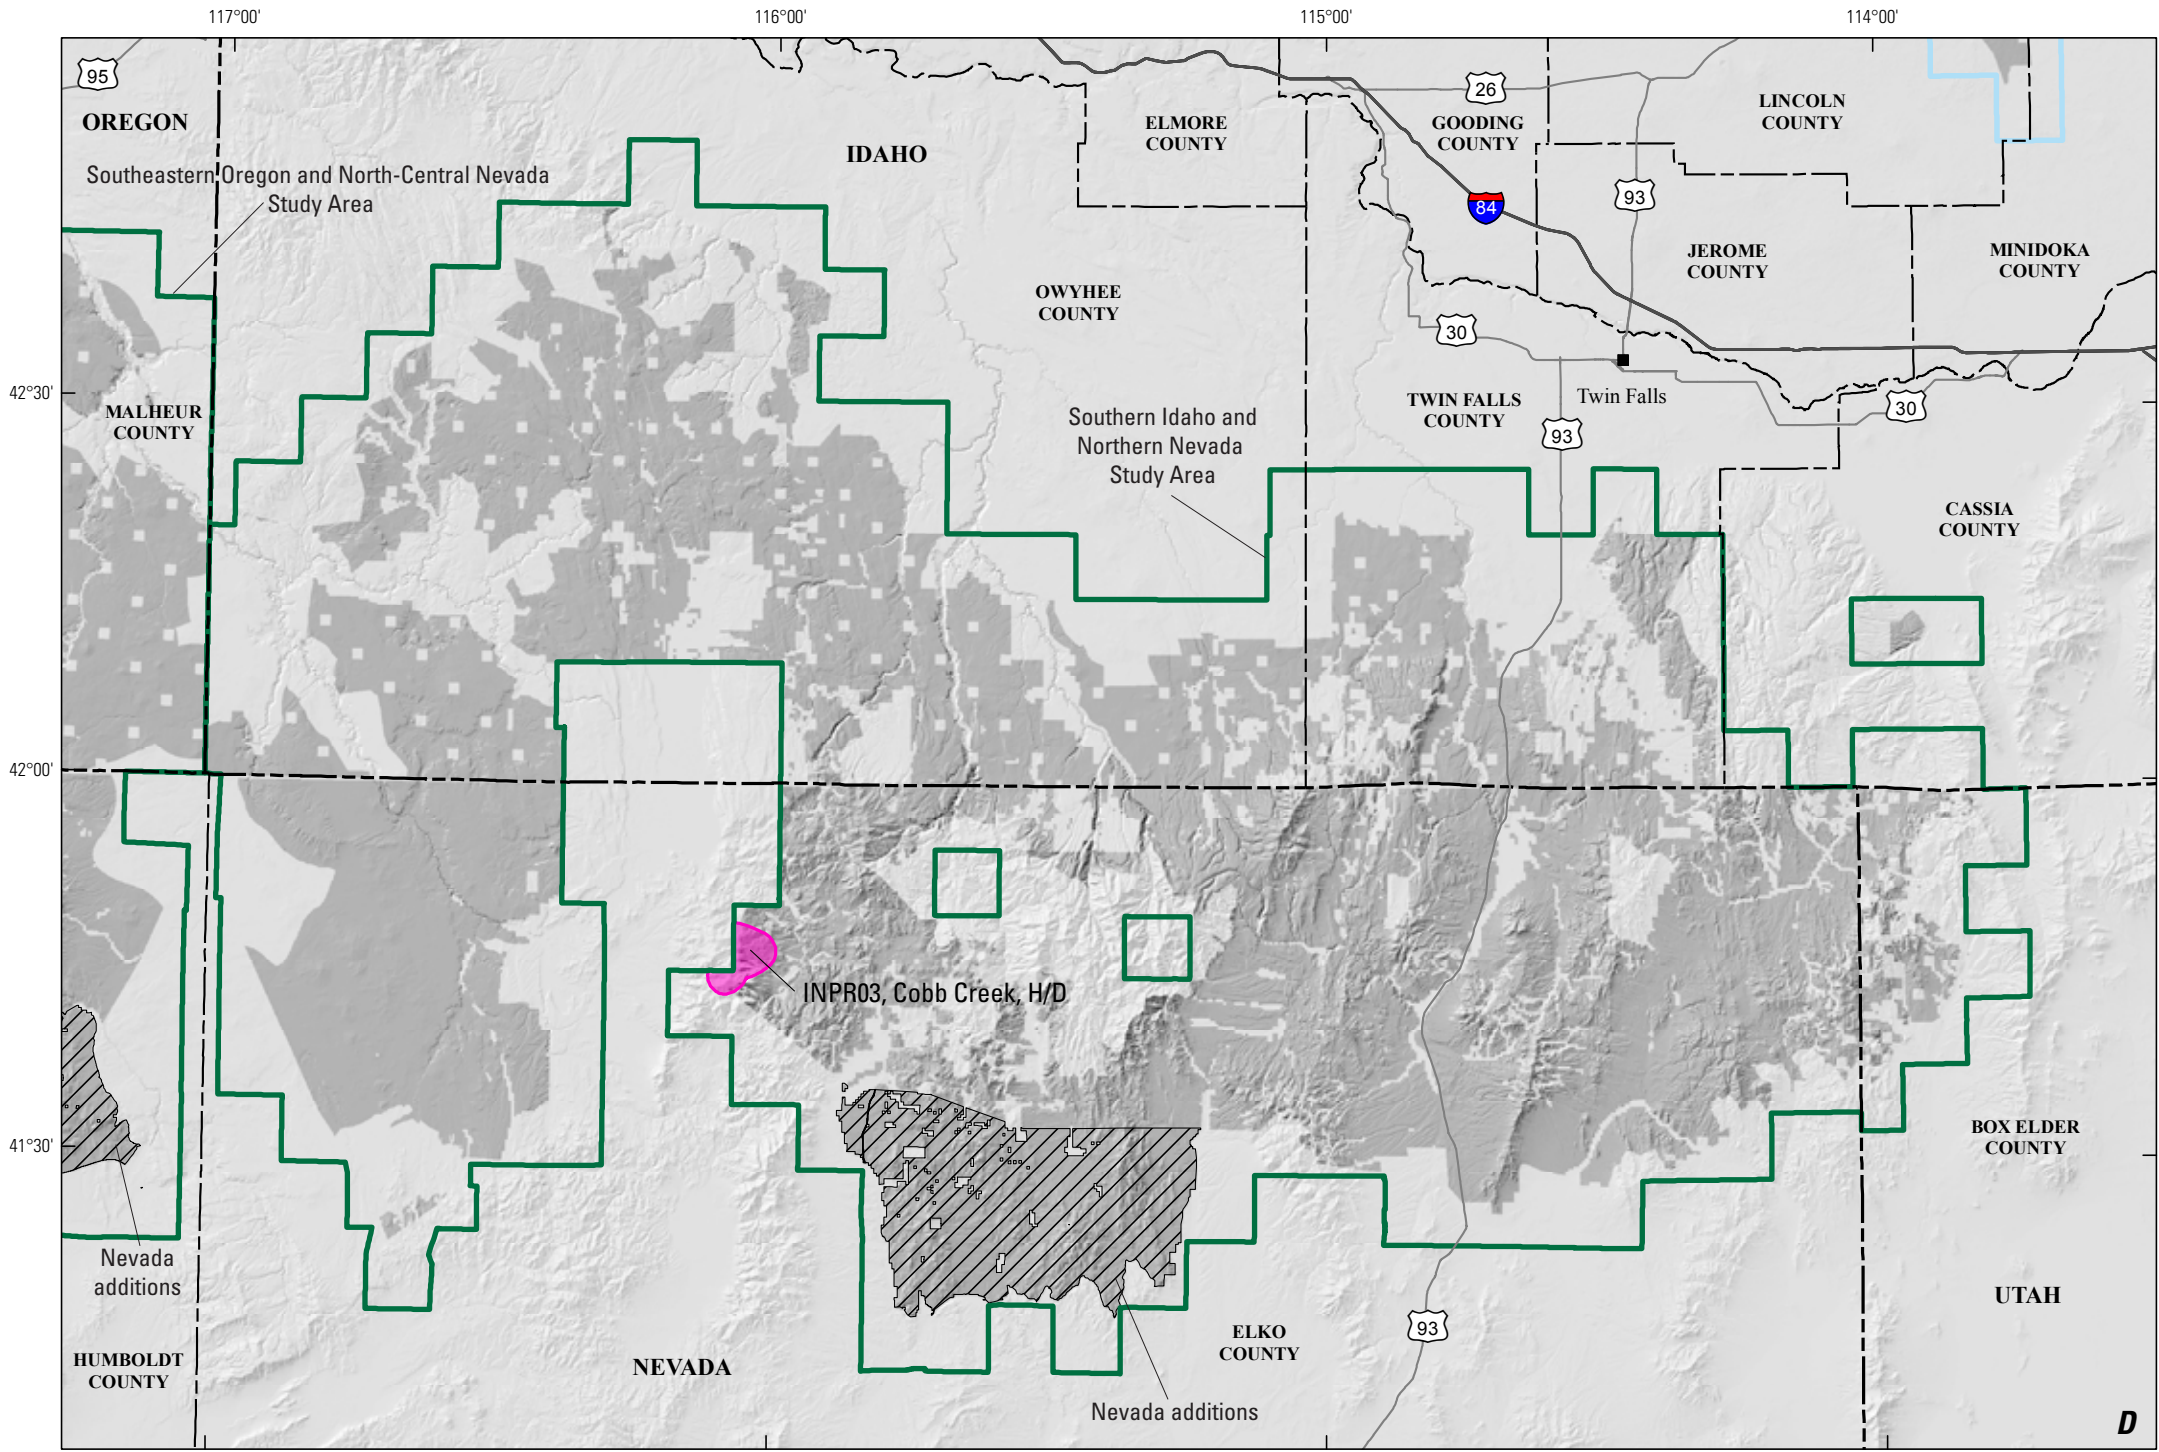 117°00'
116°00'
115°00'
114°00'
95
26
LINCOLN
COUNTY
OREGON
ELMORE
COUNTY
GOODING
COUNTY
IDAHO
Southeastern Oregon and North-Central Nevada
Study Area
93
84
JEROME
COUNTY
MINIDOKA
COUNTY
OWYHEE
COUNTY
30
42°30'
MALHEUR
COUNTY
Southern Idaho and
Northern Nevada
Study Area
TWIN FALLS
COUNTY
Twin Falls
93
30
CASSIA
COUNTY
42°00'
INPR03, Cobb Creek, H/D
41°30'
BOX ELDER
COUNTY
Nevada
additions
UTAH
93
ELKO
COUNTY
HUMBOLDT
COUNTY
NEVADA
Nevada additions
D